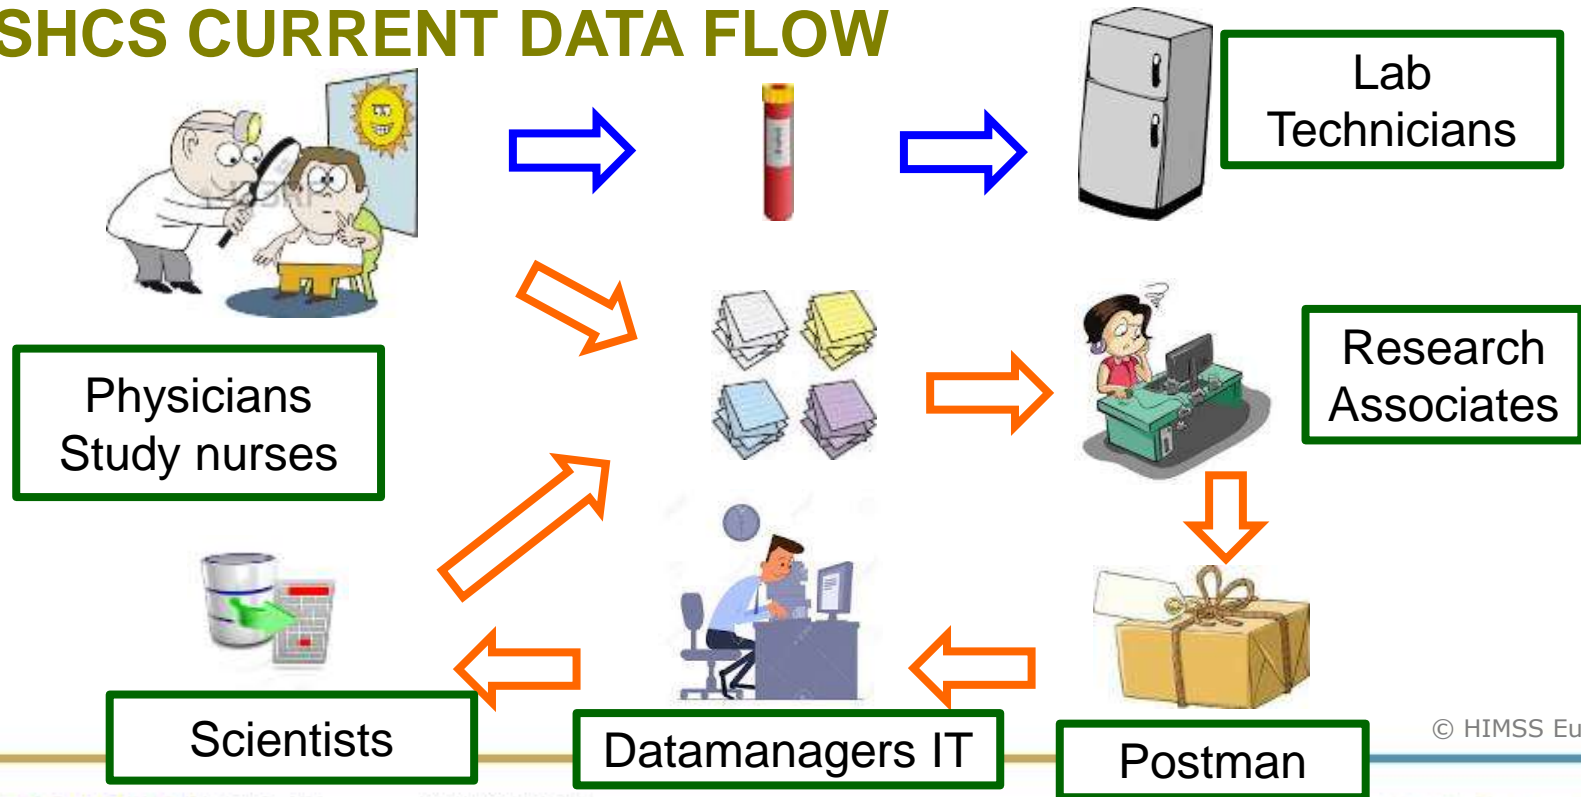 SHCS CURRENT DATA FLOW
Lab
Technicians
Physicians
Study nurses
Research
Associates
Scientists
Datamanagers IT
Postman
© HIMSS Eu